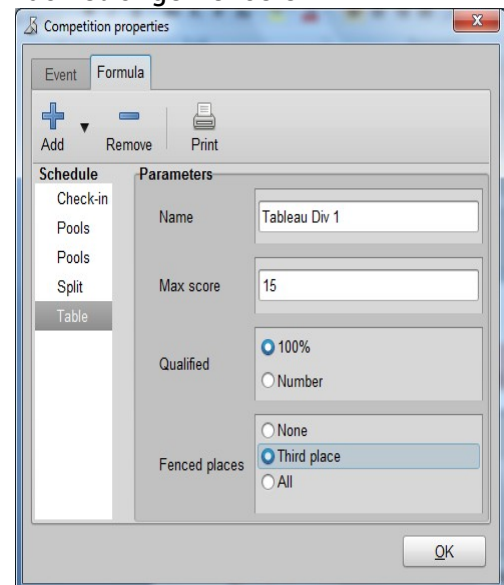 Competition properties
Event Formula
Add Remove Print
Schedule
Check-in
Pools
Pools
Split
Table
Parameters
Name Tableau Div 1
Max score 15
Qualified
100%
Number
Fenced places
None
Third place
All
OK